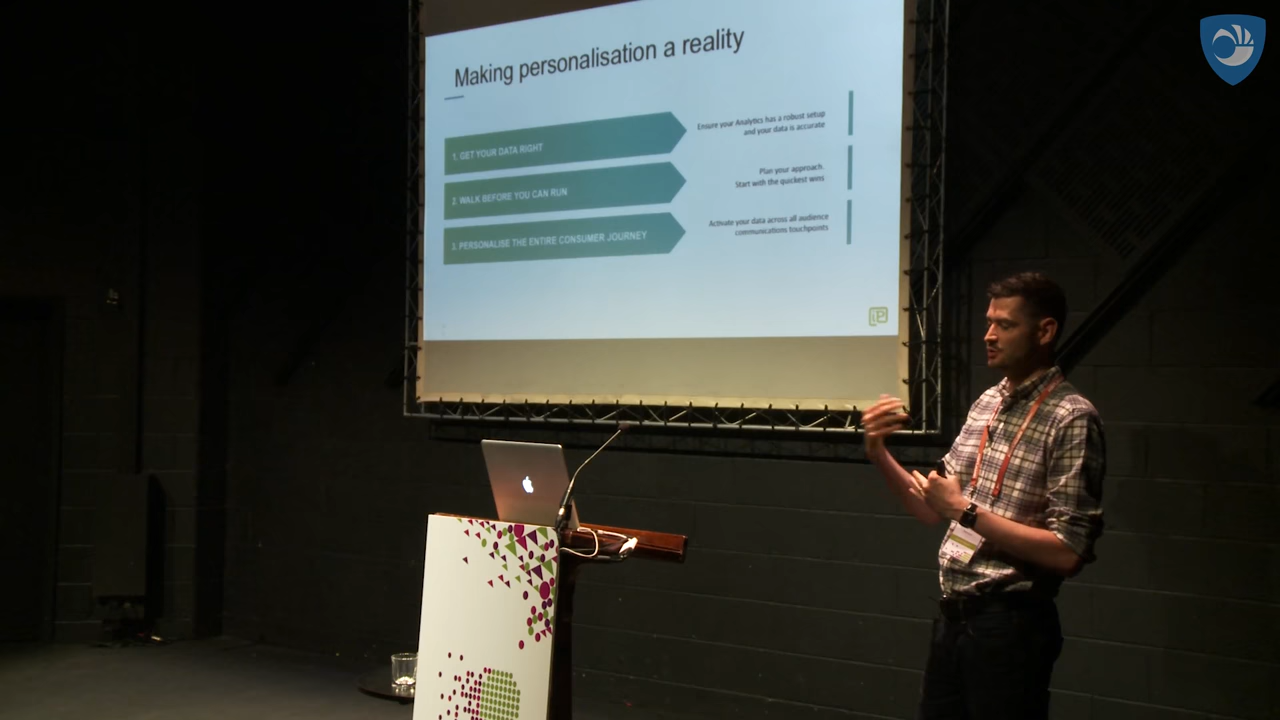 Making personalisation a reality
1. GET YOUR DATA RIGHT
Ensure your Analytics has a robust setup
and your data is accurate
2. WALK BEFORE YOU CAN RUN
Plan your approach.
Start with the quickest wins
3. PERSONALISE THE ENTIRE CONSUMER JOURNEY
Activate your data across all audience
communications touchpoints
iP